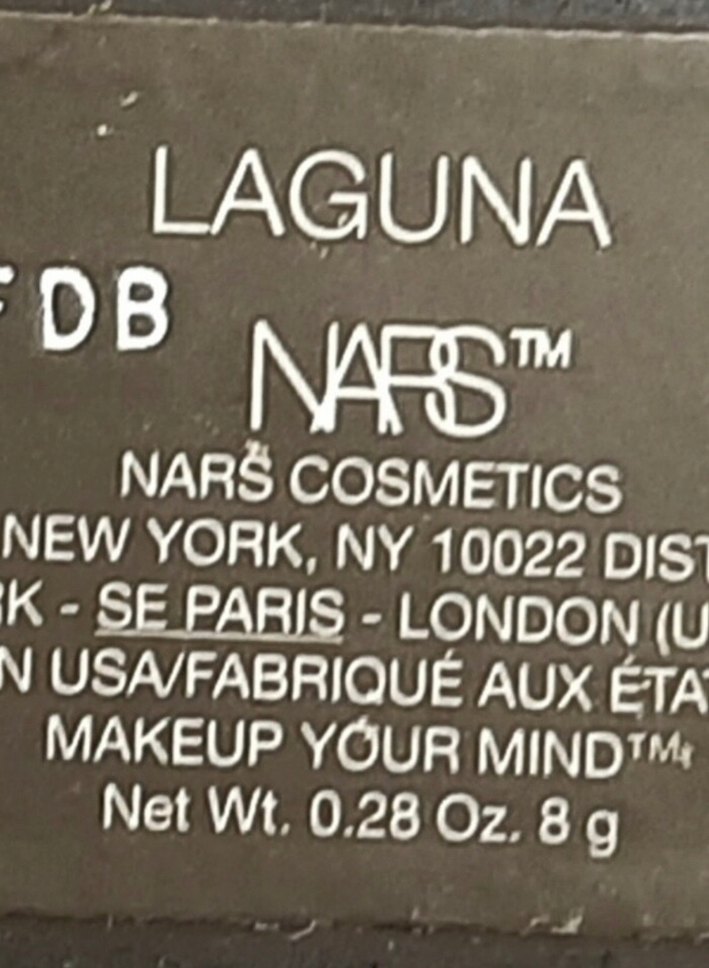 LAGUNA
DB
NARS™
NARS COSMETICS
NEW YORK, NY 10022 DIST
K - SE PARIS - LONDON (U
N USA/FABRIQUÉ AUX ÉTA
MAKEUP YOUR MIND™
Net Wt. 0.28 Oz. 8 g